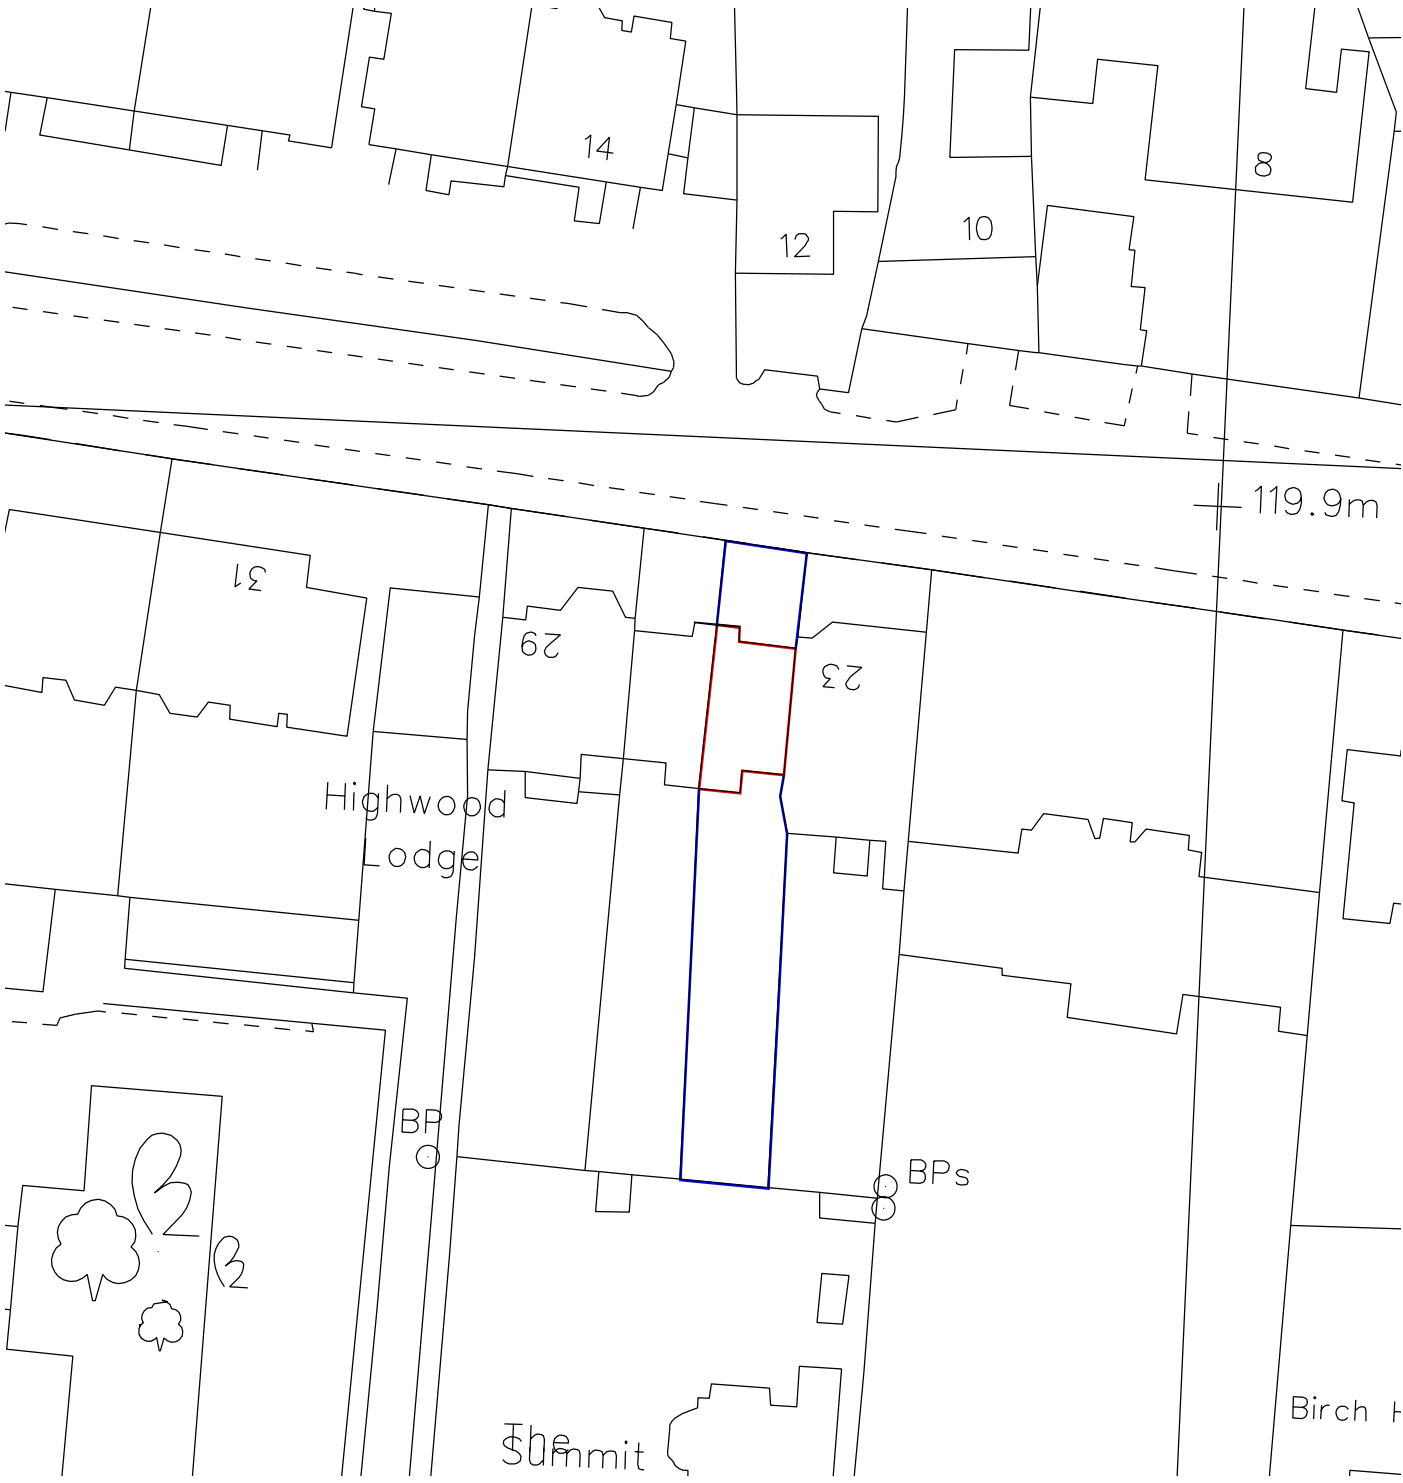 14
8
12
10
119.9m
31
29
23
Highwood
Lodge
BP
BPs
Birch H
The
Summit